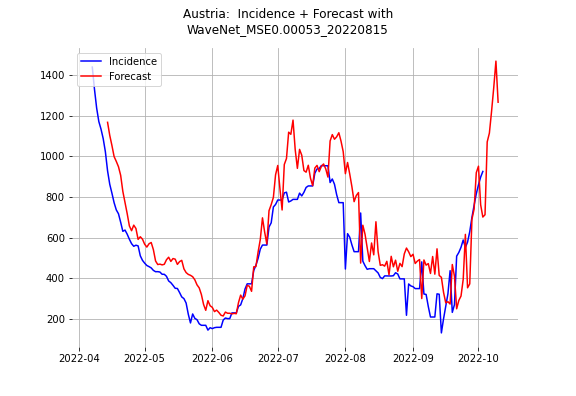 Austria:  Incidence + Forecast with
WaveNet_MSE0.00053_20220815
Incidence
Forecast
1400
1200
1000
800
600
400
200
2022-04 2022-05 2022-06 2022-07 2022-08 2022-09 2022-10